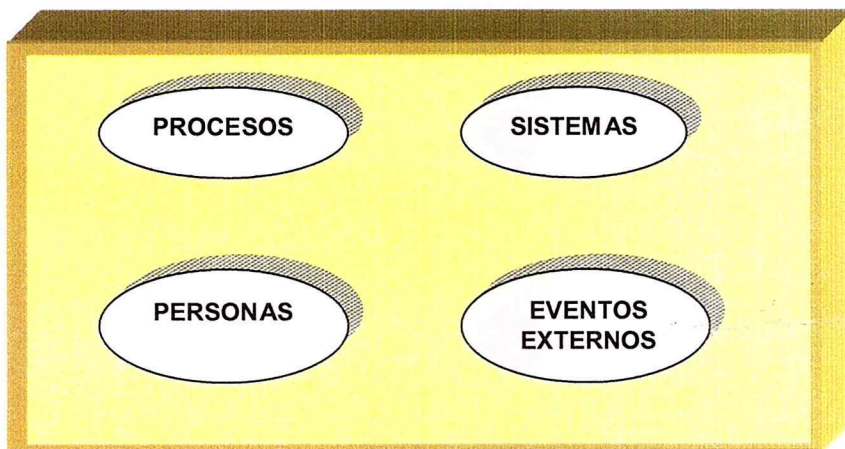 PROCESOS
SISTEMAS
PERSONAS
EVENTOS
EXTERNOS